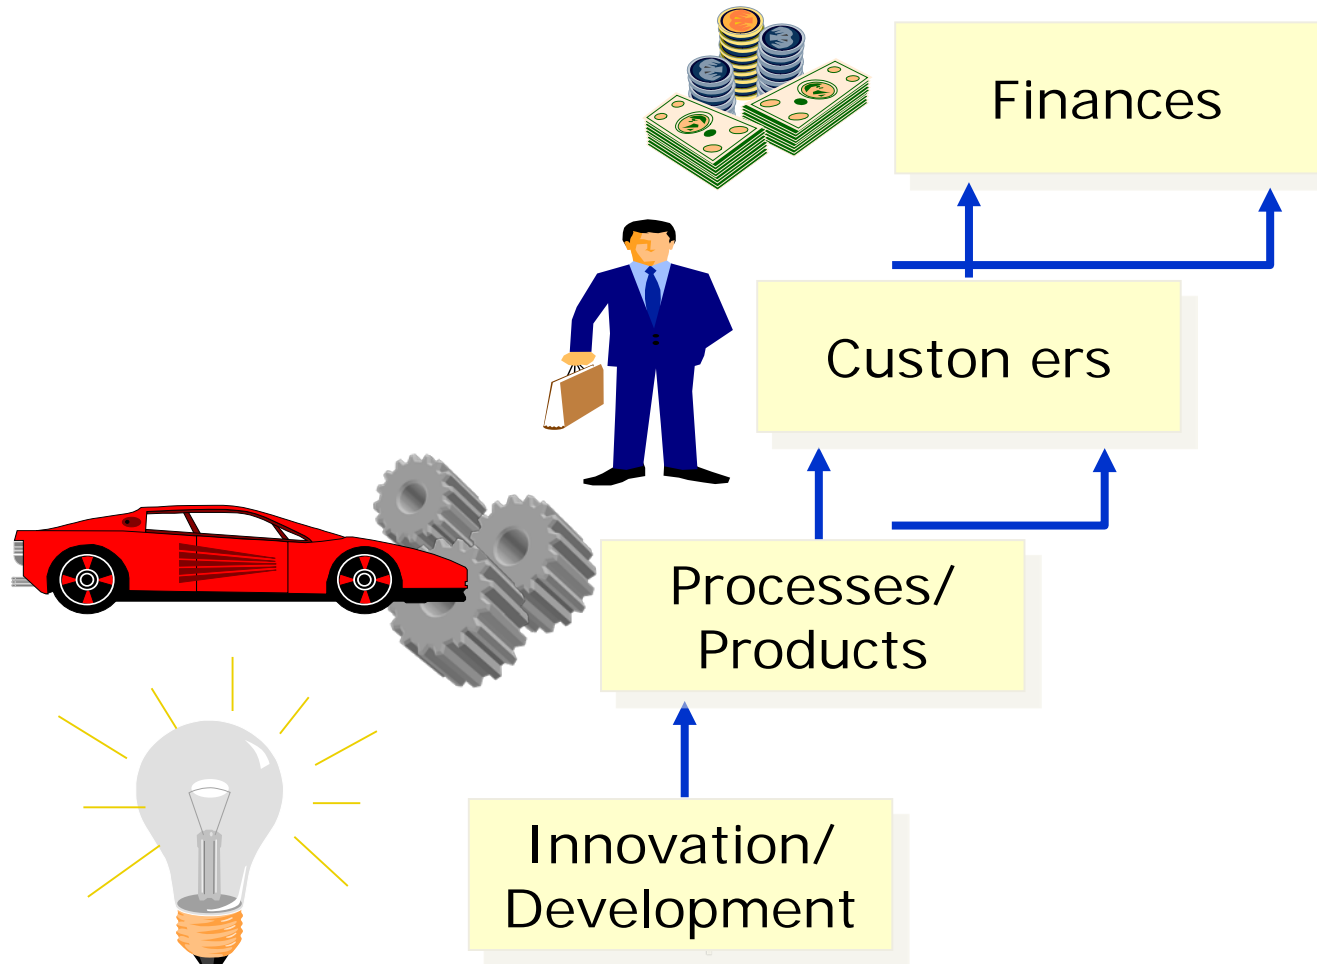 Finances
Custon ers
Processes/
Products
Innovation/
Development